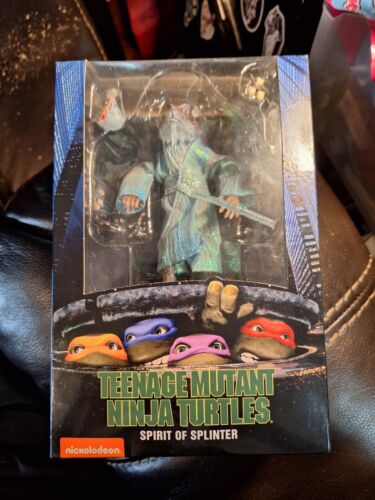 TEENAGE MUTANT
NINJA TURTLES
SPIRIT OF SPLINTER
nickelodeon